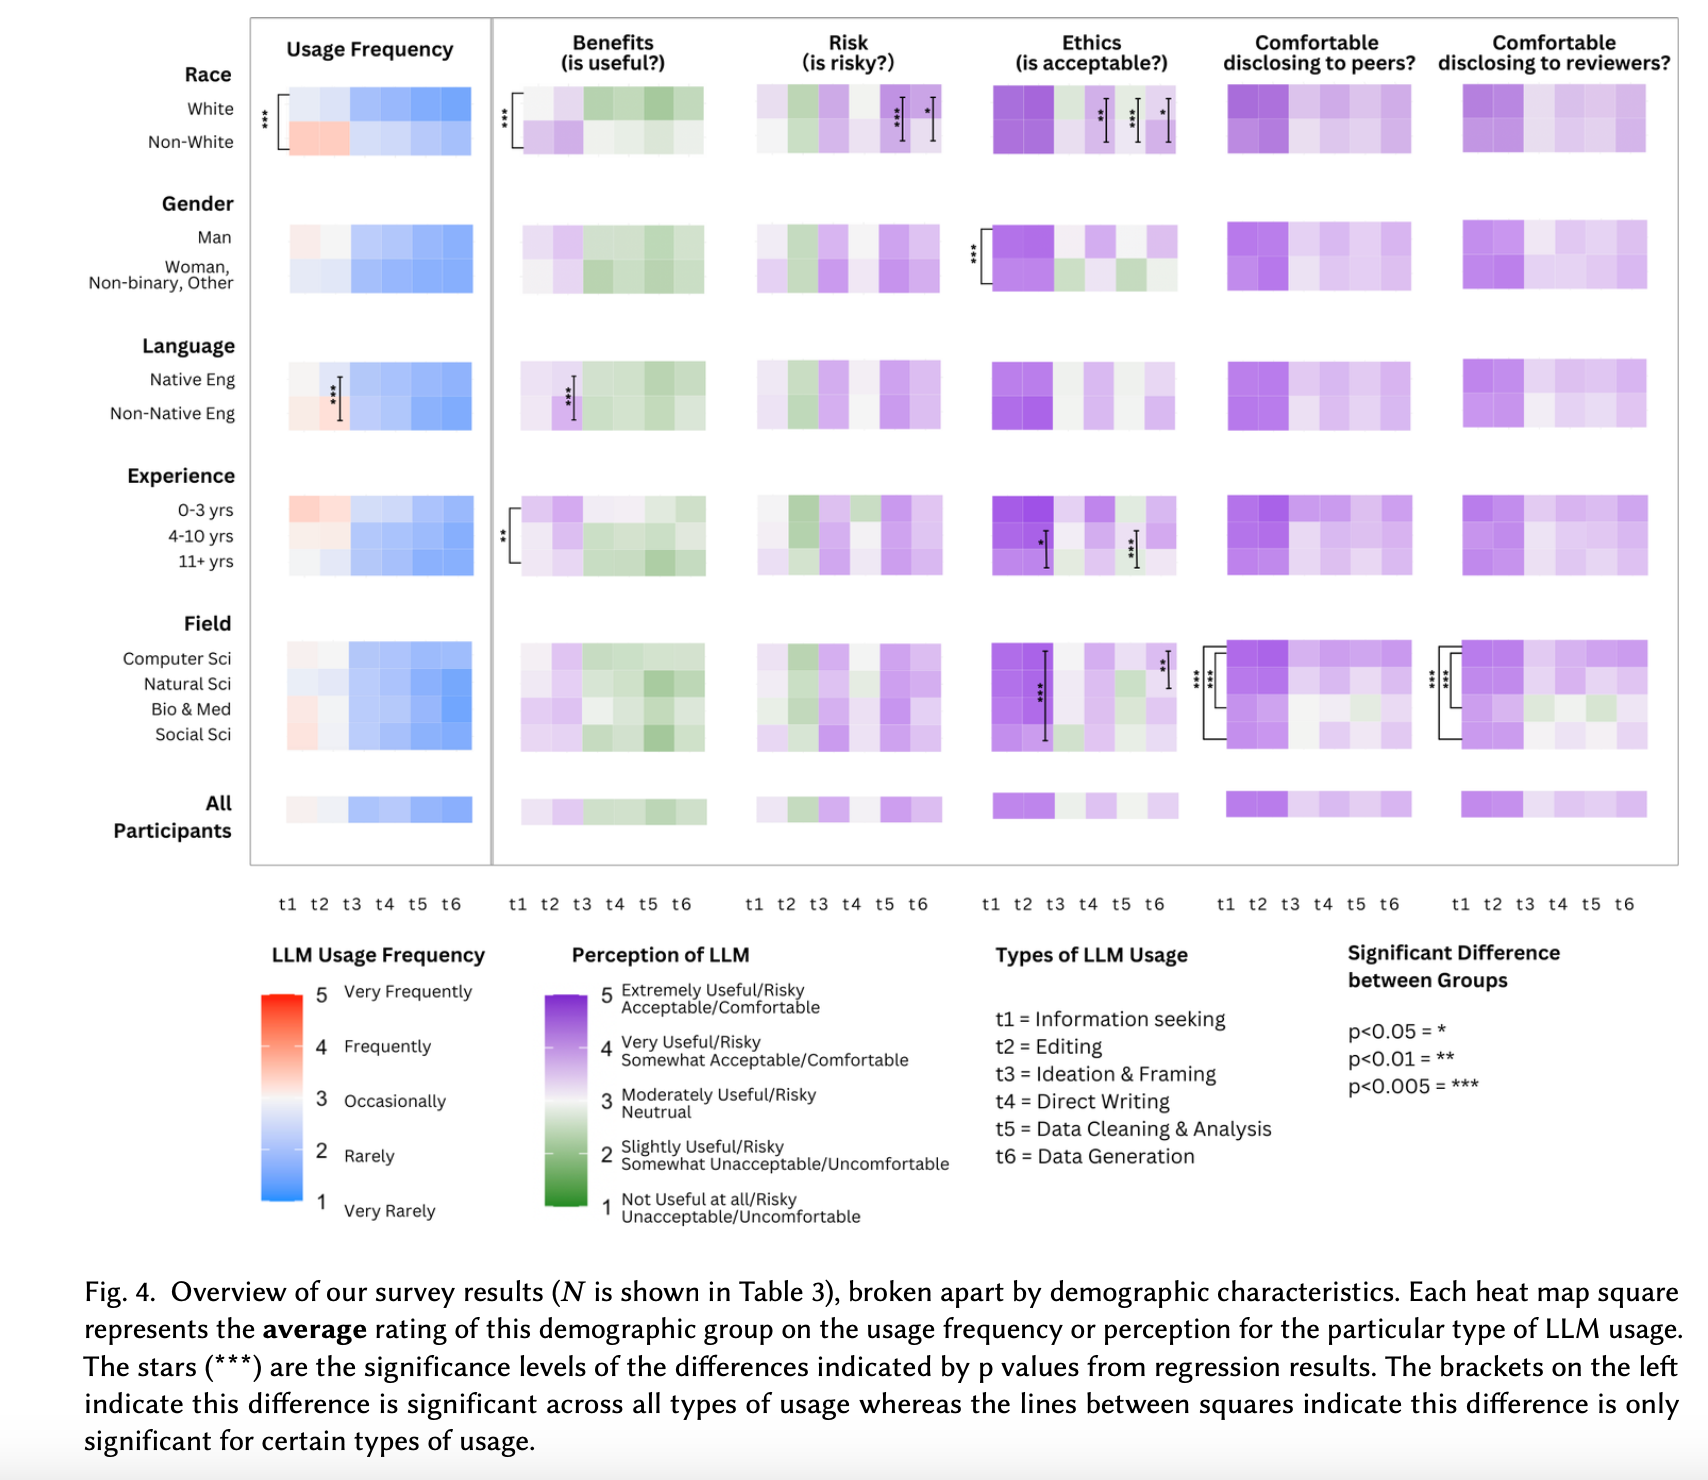 Usage Frequency
Benefits
(is useful?)
Risk
(is risky?)
Ethics
(is acceptable?)
Comfortable
disclosing to peers?
Comfortable
disclosing to reviewers?
Race
White
Non-White
***
***
***
*
**
***
*
Gender
Man
Woman,
Non-binary, Other
***
Language
Native Eng
Non-Native Eng
***
***
Experience
0-3 yrs
4-10 yrs
11+ yrs
**
*
***
Field
Computer Sci
Natural Sci
Bio & Med
Social Sci
***
**
***
***
***
***
All
Participants
t1 t2 t3 t4 t5 t6
t1 t2 t3 t4 t5 t6
t1 t2 t3 t4 t5 t6
t1 t2 t3 t4 t5 t6
t1 t2 t3 t4 t5 t6
t1 t2 t3 t4 t5 t6
LLM Usage Frequency
5 Very Frequently
4 Frequently
3 Occasionally
2 Rarely
1 Very Rarely
Perception of LLM
5 Extremely Useful/Risky
Acceptable/Comfortable
4 Very Useful/Risky
Somewhat Acceptable/Comfortable
3 Moderately Useful/Risky
Neutrual
2 Slightly Useful/Risky
Somewhat Unacceptable/Uncomfortable
1 Not Useful at all/Risky
Unacceptable/Uncomfortable
Types of LLM Usage
t1 = Information seeking
t2 = Editing
t3 = Ideation & Framing
t4 = Direct Writing
t5 = Data Cleaning & Analysis
t6 = Data Generation
Significant Difference
between Groups
p<0.05 = *
p<0.01 = **
p<0.005 = ***
Fig. 4. Overview of our survey results (N is shown in Table 3), broken apart by demographic characteristics. Each heat map square
represents the average rating of this demographic group on the usage frequency or perception for the particular type of LLM usage.
The stars (***) are the significance levels of the differences indicated by p values from regression results. The brackets on the left
indicate this difference is significant across all types of usage whereas the lines between squares indicate this difference is only
significant for certain types of usage.